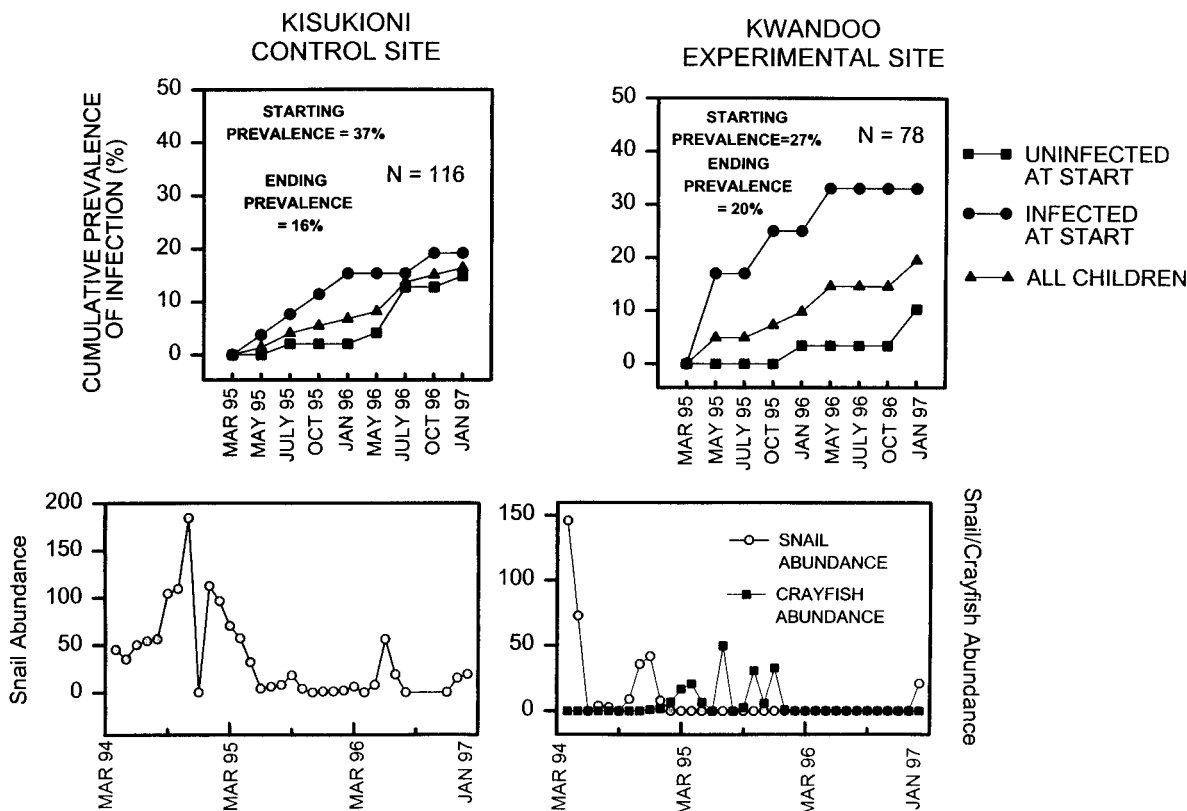 KISUKIONI
CONTROL SITE
KWANDOO
EXPERIMENTAL SITE
CUMULATIVE PREVALENCE
OF INFECTION (%)
50
40
30
20
10
0
STARTING
PREVALENCE = 37%
N = 116
ENDING
PREVALENCE
= 16%
MAR 95
MAY 95
JULY 95
OCT 95
JAN 96
MAY 96
JULY 96
OCT 96
JAN 97
50
40
30
20
10
0
STARTING
PREVALENCE=27%
N = 78
ENDING
PREVALENCE
= 20%
MAR 95
MAY 95
JULY 95
OCT 95
JAN 96
MAY 96
JULY 96
OCT 96
JAN 97
UNINFECTED
AT START
INFECTED
AT START
ALL CHILDREN
Snail Abundance
200
150
100
50
0
MAR 94
MAR 95
MAR 96
JAN 97
150
100
50
0
SNAIL
ABUNDANCE
CRAYFISH
ABUNDANCE
MAR 94
MAR 95
MAR 96
JAN 97
Snail/Crayfish Abundance